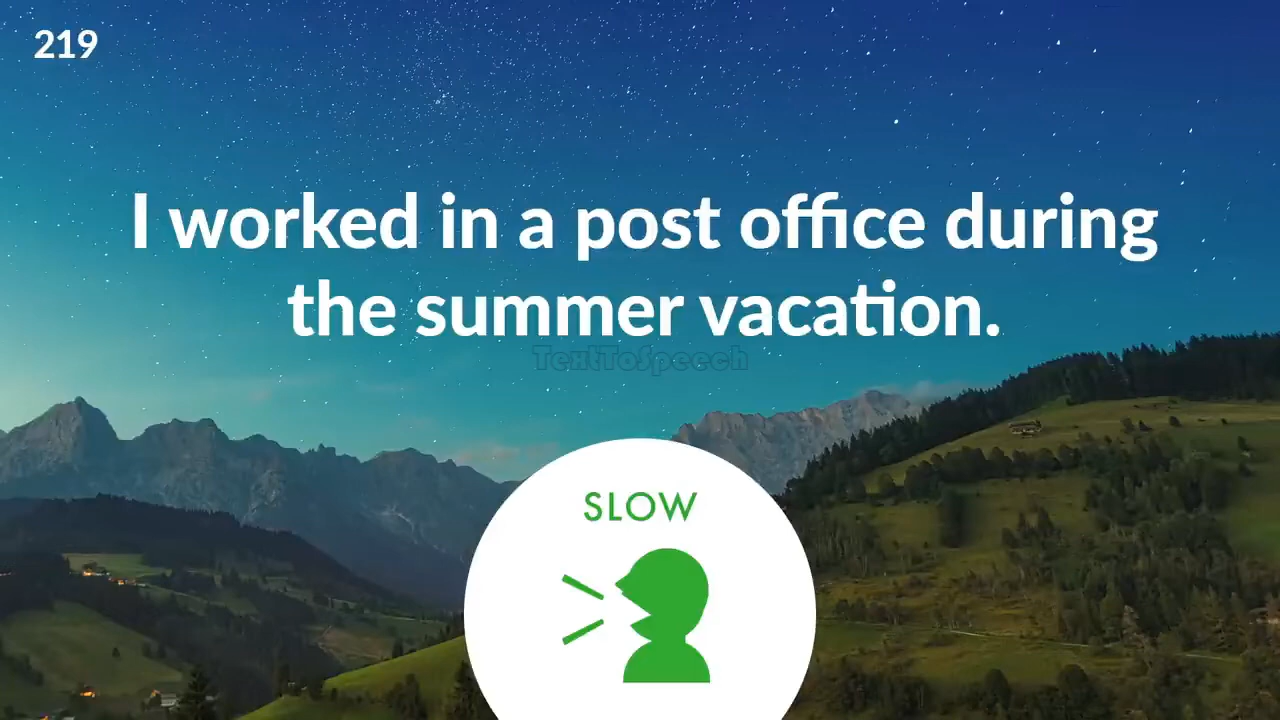 219
I worked in a post office during
the summer vacation.
TextToSpeech
SLOW